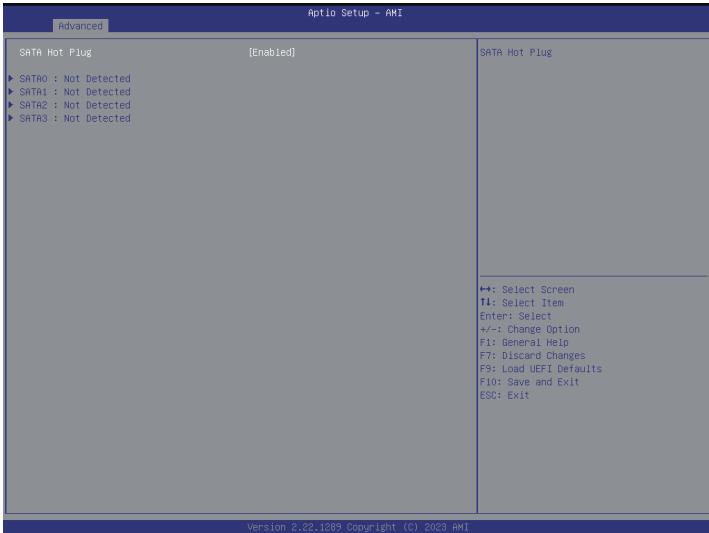 Aptio Setup – AMI
Advanced
SATA Hot Plug [Enabled]
SATA0 : Not Detected
SATA1 : Not Detected
SATA2 : Not Detected
SATA3 : Not Detected
SATA Hot Plug
↔: Select Screen
↑↓: Select Item
Enter: Select
+/-: Change Option
F1: General Help
F7: Discard Changes
F9: Load UEFI Defaults
F10: Save and Exit
ESC: Exit
Version 2.22.1289 Copyright (C) 2023 AMI